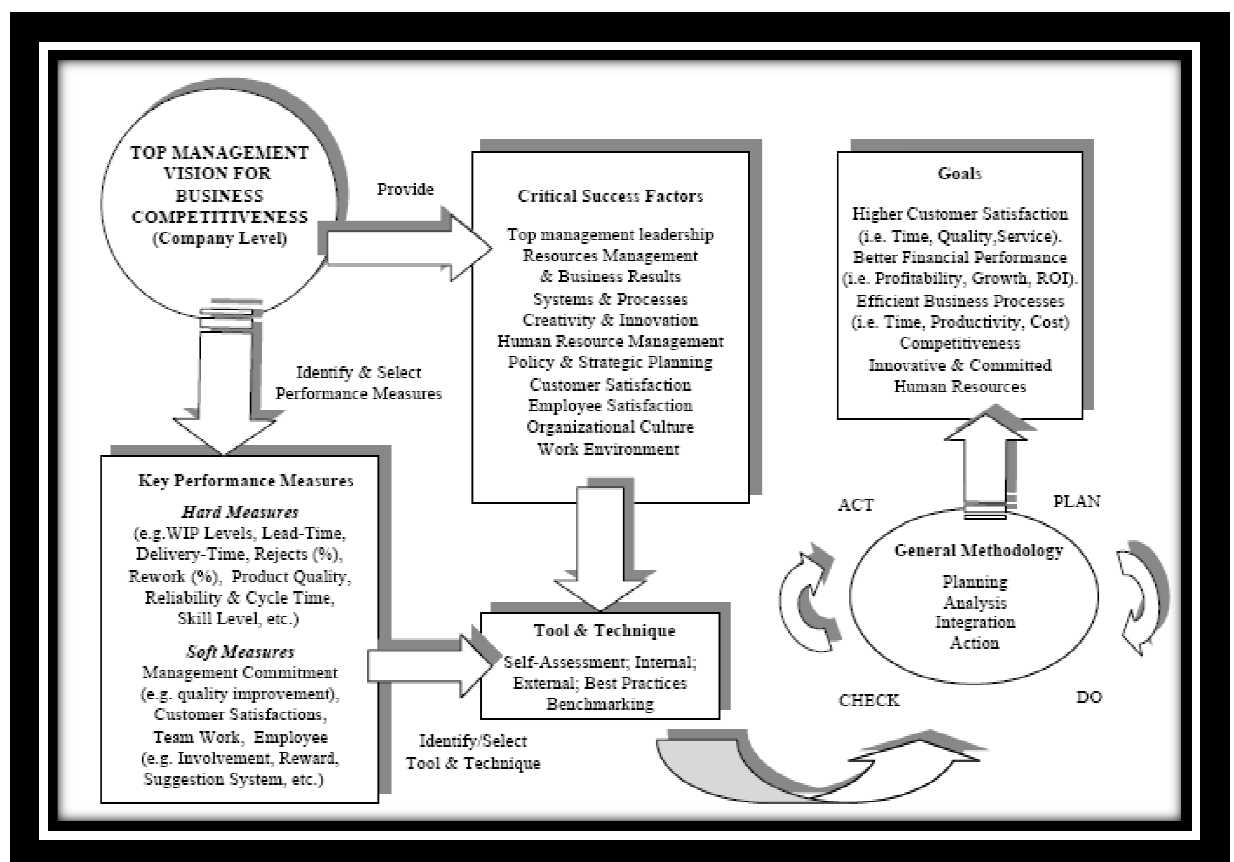 TOP MANAGEMENT
VISION FOR
BUSINESS
COMPETITIVENESS
(Company Level)
Provide
Identify & Select
Performance Measures
Critical Success Factors
Top management leadership
Resources Management
& Business Results
Systems & Processes
Creativity & Innovation
Human Resource Management
Policy & Strategic Planning
Customer Satisfaction
Employee Satisfaction
Organizational Culture
Work Environment
Key Performance Measures
Hard Measures
(e.g.WIP Levels, Lead-Time,
Delivery-Time, Rejects (%),
Rework (%), Product Quality,
Reliability & Cycle Time,
Skill Level, etc.)
Soft Measures
Management Commitment
(e.g. quality improvement),
Customer Satisfactions,
Team Work, Employee
(e.g. Involvement, Reward,
Suggestion System, etc.)
Identify/Select
Tool & Technique
Tool & Technique
Self-Assessment; Internal;
External; Best Practices
Benchmarking
Goals
Higher Customer Satisfaction
(i.e. Time, Quality,Service).
Better Financial Performance
(i.e. Profitability, Growth, ROI).
Efficient Business Processes
(i.e. Time, Productivity, Cost)
Competitiveness
Innovative & Committed
Human Resources
ACT
PLAN
General Methodology
Planning
Analysis
Integration
Action
CHECK
DO